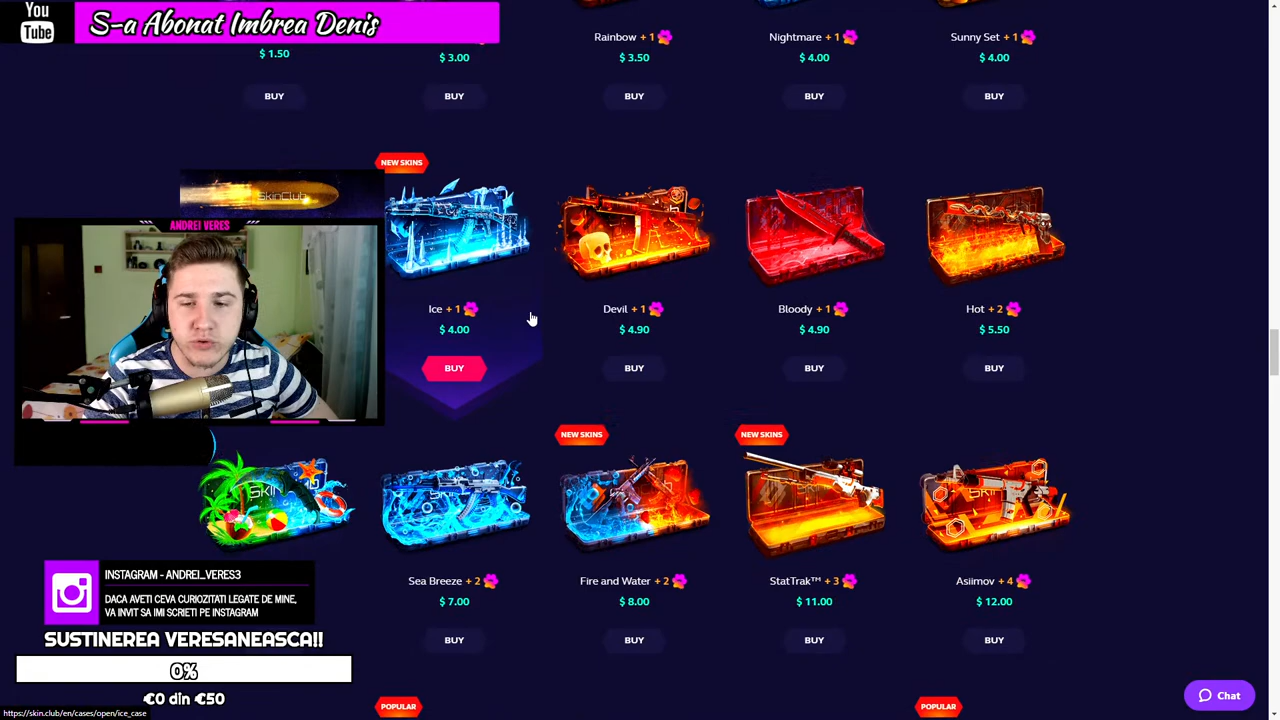 You
Tube
S-a Abonat Imbrea Denis
$ 1.50
$ 3.00
Rainbow + 1
$ 3.50
Nightmare + 1
$ 4.00
Sunny Set + 1
$ 4.00
BUY
BUY
BUY
BUY
BUY
NEW SKINS
SkinClub
ANDREI VERES
Ice + 1
$ 4.00
BUY
Devil + 1
$ 4.90
BUY
Bloody + 1
$ 4.90
BUY
Hot + 2
$ 5.50
BUY
NEW SKINS
NEW SKINS
Sea Breeze + 2
$ 7.00
BUY
Fire and Water + 2
$ 8.00
BUY
StatTrak™ + 3
$ 11.00
BUY
Asiimov + 4
$ 12.00
BUY
INSTAGRAM - ANDREI_VERES3
DACA AVETI CEVA CURIOZITATI LEGATE DE MINE,
VA INVIT SA IMI SCRIETI PE INSTAGRAM
SUSTINEREA VERESANEASCA!!
0%
€0 din €50
https://skin.club/en/cases/open/ice_case
POPULAR
POPULAR
Chat